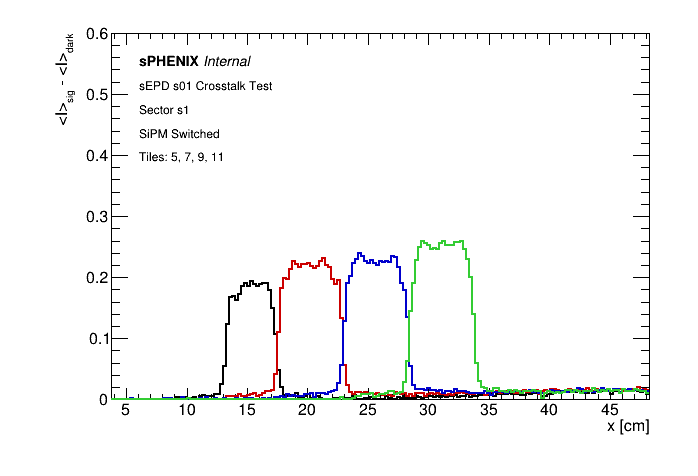 0.6
0.5
0.4
0.3
0.2
0.1
0
<I>sig - <I>dark
sPHENIX Internal
sEPD s01 Crosstalk Test
Sector s1
SiPM Switched
Tiles: 5, 7, 9, 11
5 10 15 20 25 30 35 40 45
x [cm]